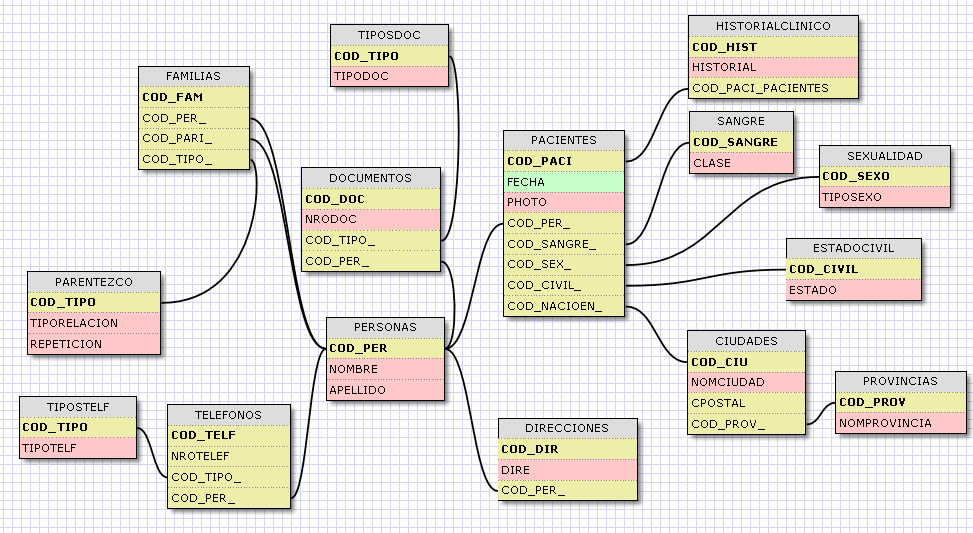 TIPOSDOC
COD_TIPO
TIPODOC
HISTORIALCLINICO
COD_HIST
HISTORIAL
COD_PACI_PACIENTES
FAMILIAS
COD_FAM
COD_PER_
COD_PARI_
COD_TIPO_
SANGRE
COD_SANGRE
CLASE
PACIENTES
COD_PACI
FECHA
PHOTO
COD_PER_
COD_SANGRE_
COD_SEX_
COD_CIVIL_
COD_NACIOEN_
SEXUALIDAD
COD_SEXO
TIPOSEXO
DOCUMENTOS
COD_DOC
NRODOC
COD_TIPO_
COD_PER_
ESTADOCIVIL
COD_CIVIL
ESTADO
PARENTEZCO
COD_TIPO
TIPORELACION
REPETICION
PERSONAS
COD_PER
NOMBRE
APELLIDO
CIUDADES
COD_CIU
NOMCIUDAD
CPOSTAL
COD_PROV_
PROVINCIAS
COD_PROV
NOMPROVINCIA
TIPOSTELF
COD_TIPO
TIPOTELF
TELEFONOS
COD_TELF
NROTELEF
COD_TIPO_
COD_PER_
DIRECCIONES
COD_DIR
DIRE
COD_PER_